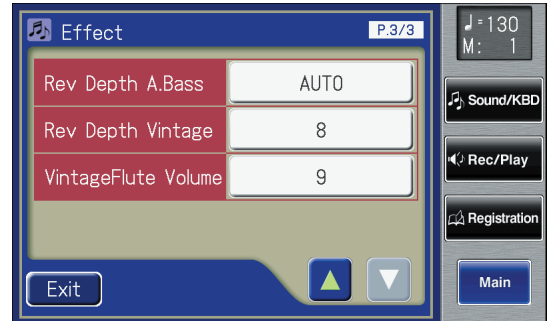 Effect
P.3/3
♩=130
M: 1
Rev Depth A.Bass
AUTO
Rev Depth Vintage
8
VintageFlute Volume
9
Exit
Sound/KBD
Rec/Play
Registration
Main